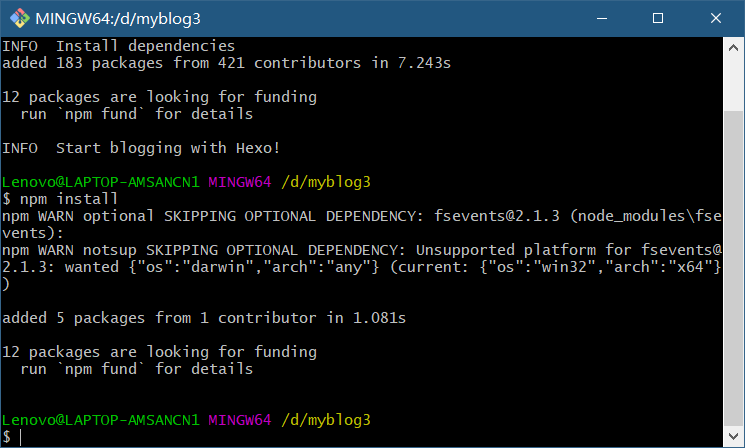 MINGW64:/d/myblog3
INFO  Install dependencies
added 183 packages from 421 contributors in 7.243s
12 packages are looking for funding
  run `npm fund` for details
INFO  Start blogging with Hexo!
Lenovo@LAPTOP-AMSANCN1 MINGW64 /d/myblog3
$ npm install
npm WARN optional SKIPPING OPTIONAL DEPENDENCY: fsevents@2.1.3 (node_modules\fse
vents):
npm WARN notsup SKIPPING OPTIONAL DEPENDENCY: Unsupported platform for fsevents@
2.1.3: wanted {"os":"darwin","arch":"any"} (current: {"os":"win32","arch":"x64"}
)
added 5 packages from 1 contributor in 1.081s
12 packages are looking for funding
  run `npm fund` for details
Lenovo@LAPTOP-AMSANCN1 MINGW64 /d/myblog3
$